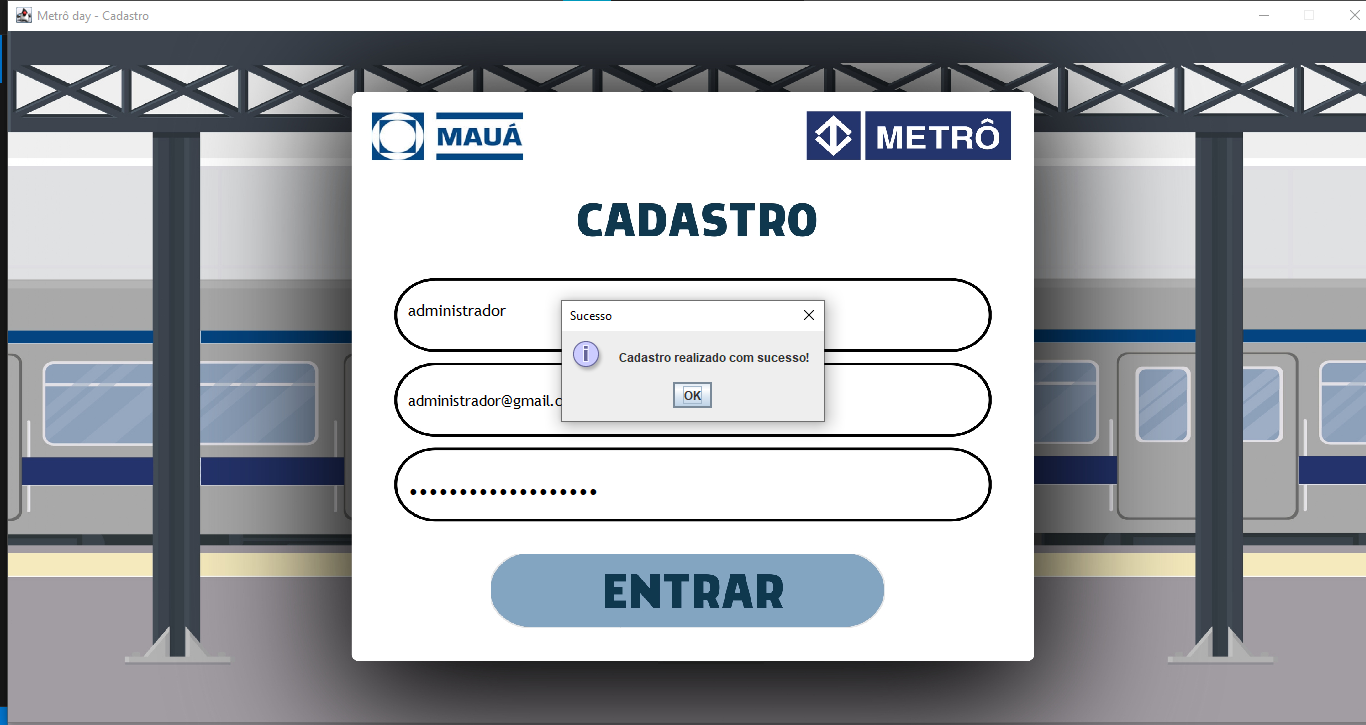 Metrô day - Cadastro
MAUÁ
METRÔ
CADASTRO
administrador
Sucesso
Cadastro realizado com sucesso!
OK
administrador@gmail.c
•••••••••••••••••••
ENTRAR